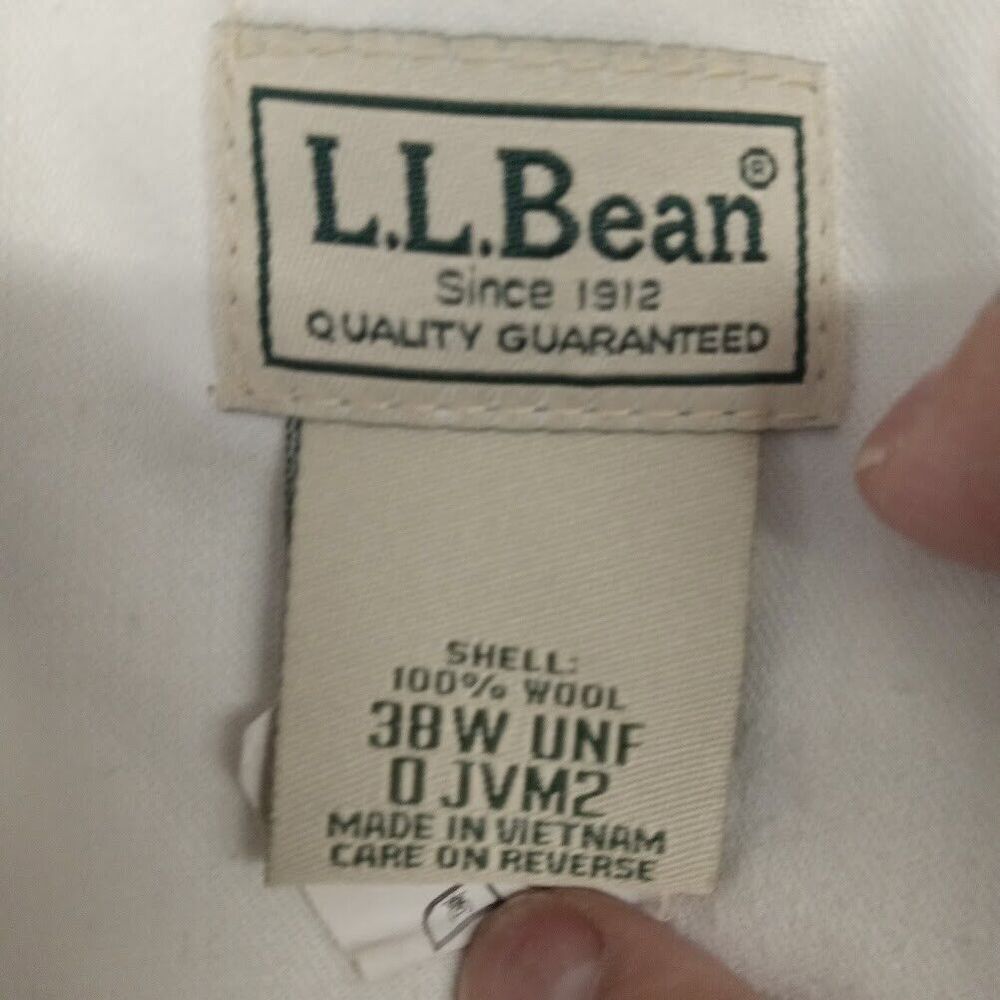 L.L.Bean®
Since 1912
QUALITY GUARANTEED
SHELL:
100% WOOL
38W UNF
0 JVM2
MADE IN VIETNAM
CARE ON REVERSE